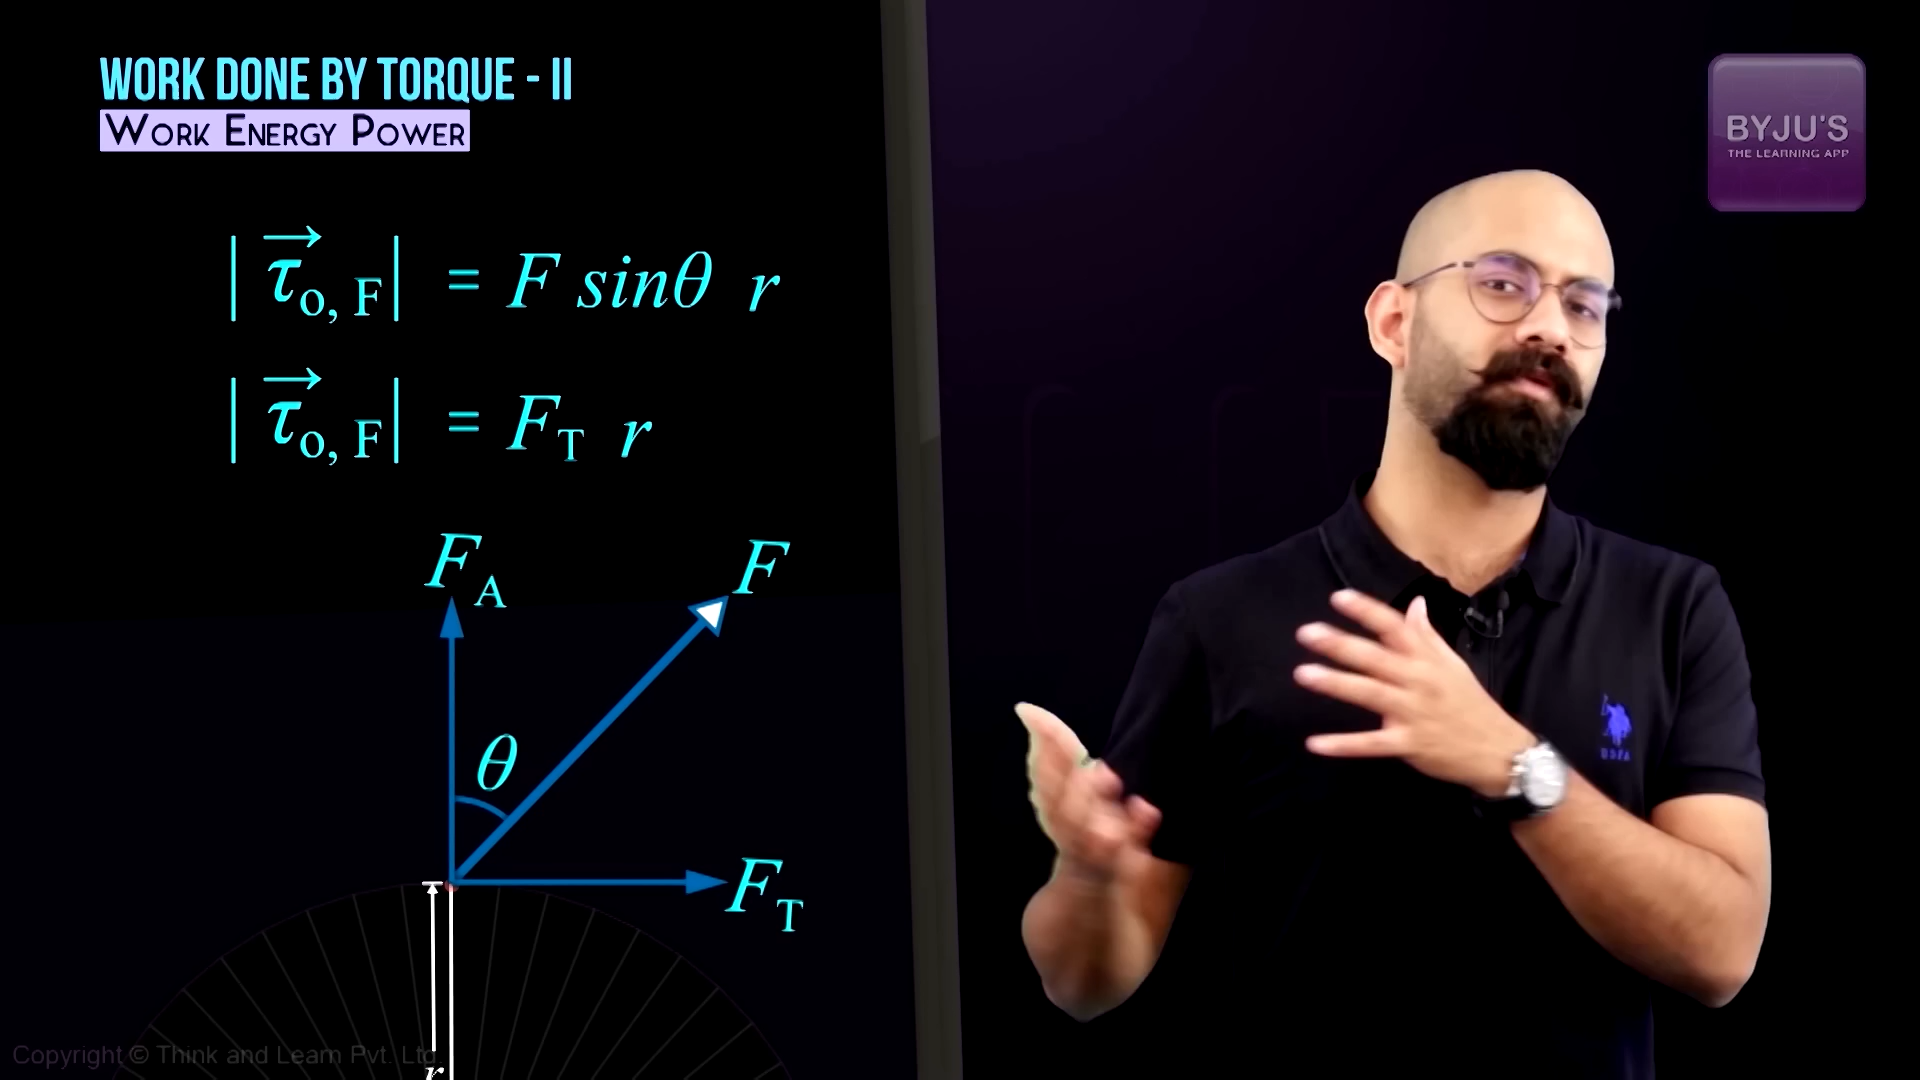 WORK DONE BY TORQUE - II
WORK ENERGY POWER
BYJU'S
THE LEARNING APP
|τ⃗o, F| = F sinθ r
|τ⃗o, F| = FT r
FA
F
θ
FT
r
Copyright © Think and Learn Pvt. Ltd.